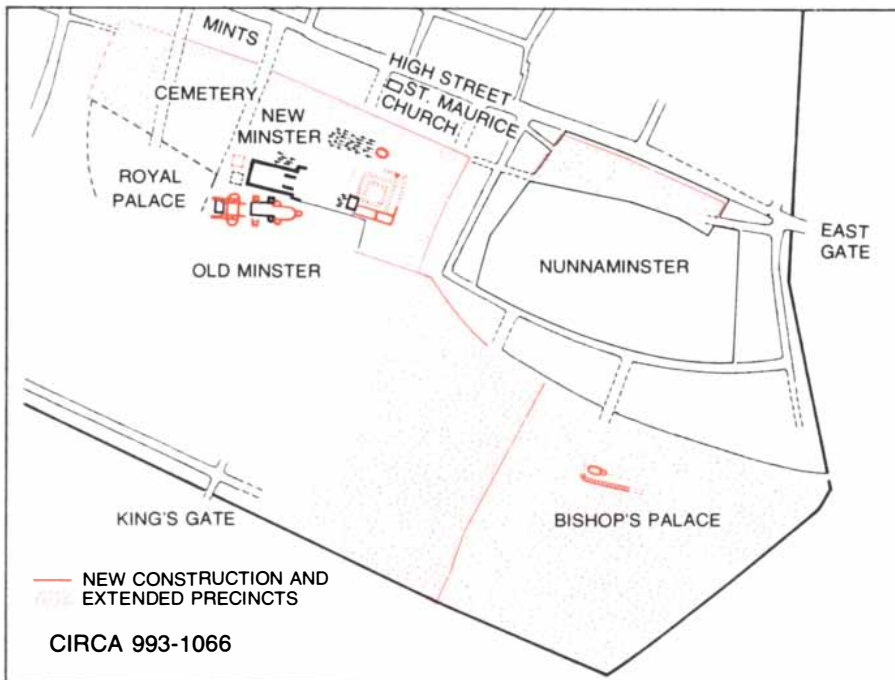 MINTS
HIGH STREET
ST. MAURICE
CHURCH
CEMETERY
NEW
MINSTER
ROYAL
PALACE
OLD MINSTER
NUNNAMINSTER
EAST
GATE
KING'S GATE
BISHOP'S PALACE
NEW CONSTRUCTION AND
EXTENDED PRECINCTS
CIRCA 993-1066